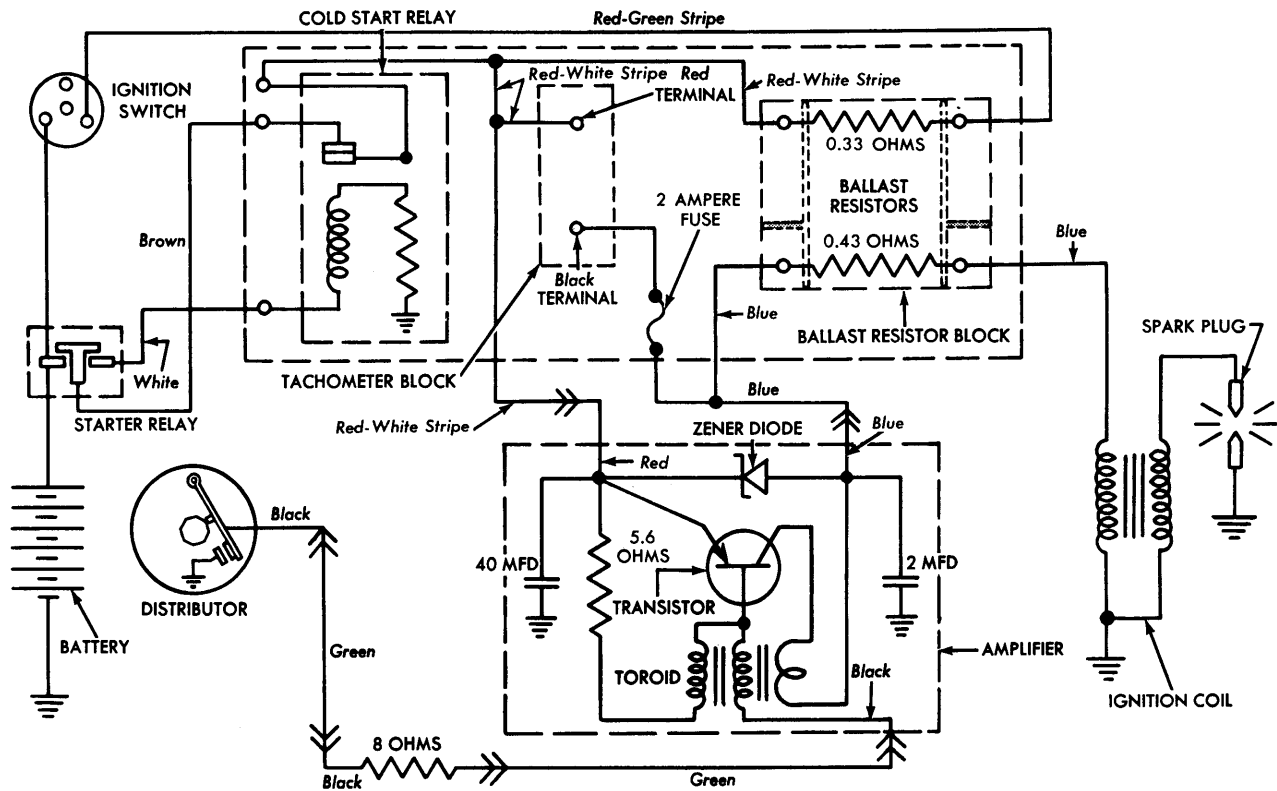 COLD START RELAY
Red-Green Stripe
IGNITION
SWITCH
Red-White Stripe
Red
TERMINAL
Red-White Stripe
0.33 OHMS
BALLAST
RESISTORS
2 AMPERE
FUSE
0.43 OHMS
Blue
Brown
Black
TERMINAL
Blue
BALLAST RESISTOR BLOCK
SPARK PLUG
White
TACHOMETER BLOCK
STARTER RELAY
Blue
Red-White Stripe
ZENER DIODE
Blue
Red
Black
5.6
OHMS
40 MFD
2 MFD
TRANSISTOR
DISTRIBUTOR
BATTERY
Green
TOROID
Black
AMPLIFIER
IGNITION COIL
8 OHMS
Black
Green